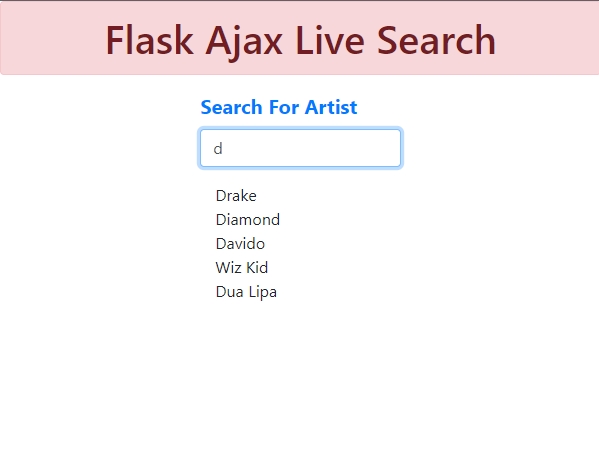 Flask Ajax Live Search
Search For Artist
d
Drake
Diamond
Davido
Wiz Kid
Dua Lipa